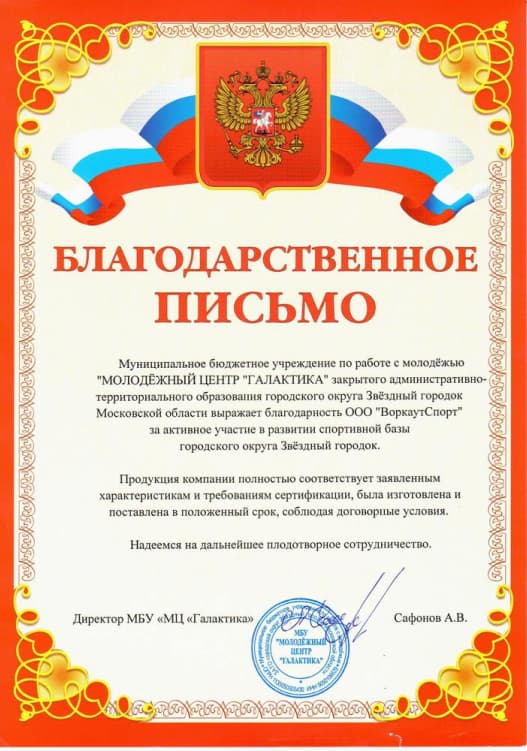 БЛАГОДАРСТВЕННОЕ
ПИСЬМО
Муниципальное бюджетное учреждение по работе с молодёжью
"МОЛОДЁЖНЫЙ ЦЕНТР "ГАЛАКТИКА" закрытого административно-
территориального образования городского округа Звёздный городок
Московской области выражает благодарность ООО "ВоркаутСпорт"
за активное участие в развитии спортивной базы
городского округа Звёздный городок.
Продукция компании полностью соответствует заявленным
характеристикам и требованиям сертификации, была изготовлена и
поставлена в положенный срок, соблюдая договорные условия.
Надеемся на дальнейшее плодотворное сотрудничество.
Директор МБУ «МЦ «Галактика»
Сафонов А.В.
МБУ
"МОЛОДЁЖНЫЙ
ЦЕНТР
"ГАЛАКТИКА"